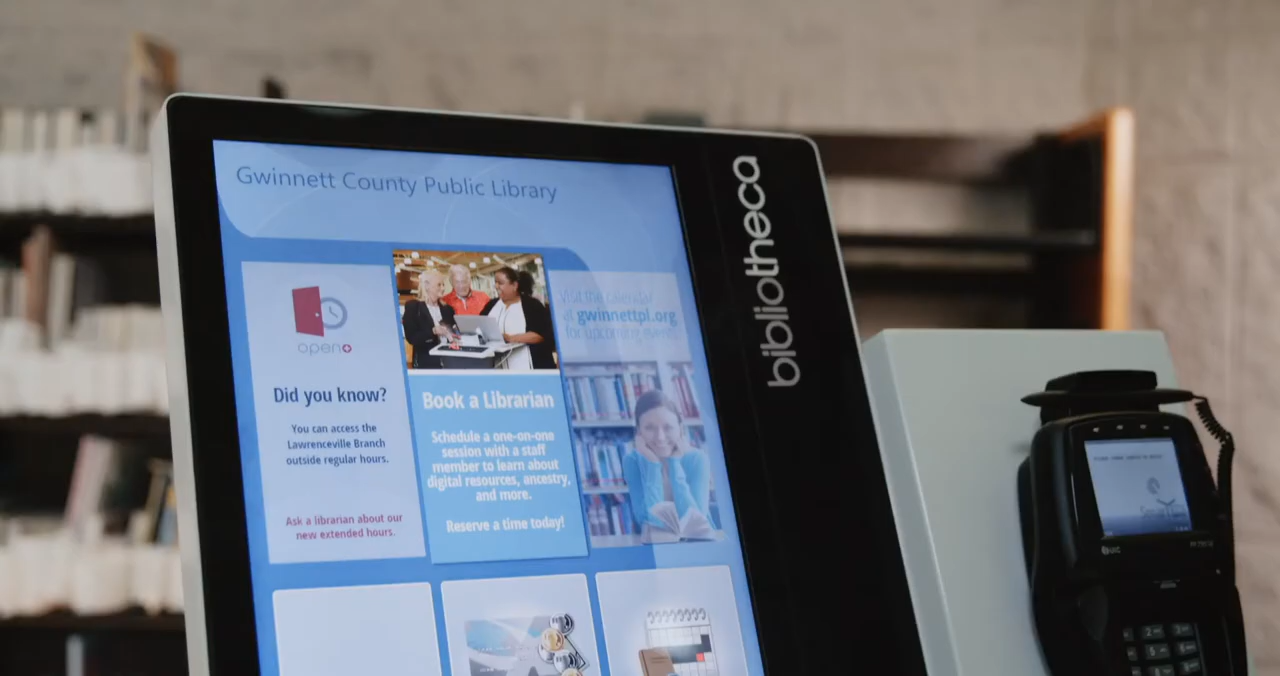 Gwinnett County Public Library
open+
Did you know?
You can access the
Lawrenceville Branch
outside regular hours.
Ask a librarian about our
new extended hours.
Book a Librarian
Schedule a one-on-one
session with a staff
member to learn about
digital resources, ancestry,
and more.
Reserve a time today!
Visit the calendar
at gwinnettpl.org
for upcoming events.
bibliotheca